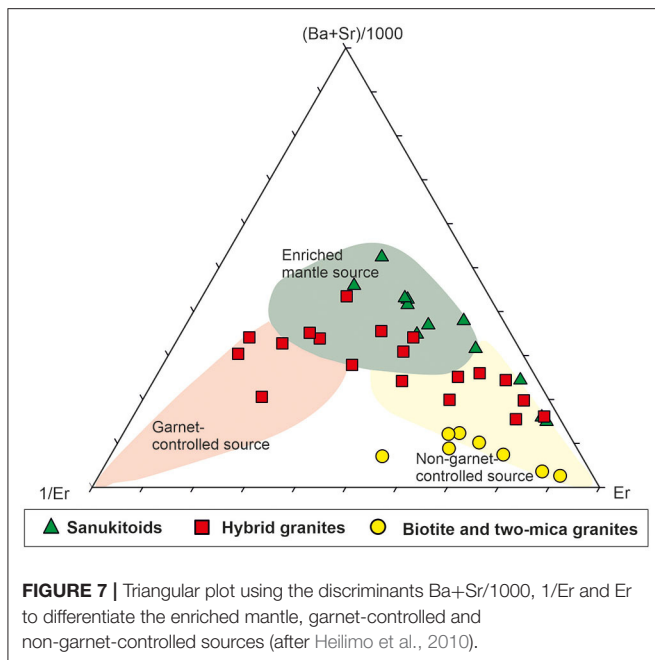 (Ba+Sr)/1000
Enriched
mantle source
Garnet-
controlled source
Non-garnet-
controlled source
1/Er
Er
Sanukitoids
Hybrid granites
Biotite and two-mica granites
FIGURE 7 | Triangular plot using the discriminants Ba+Sr/1000, 1/Er and Er
to differentiate the enriched mantle, garnet-controlled and
non-garnet-controlled sources (after Heilimo et al., 2010).